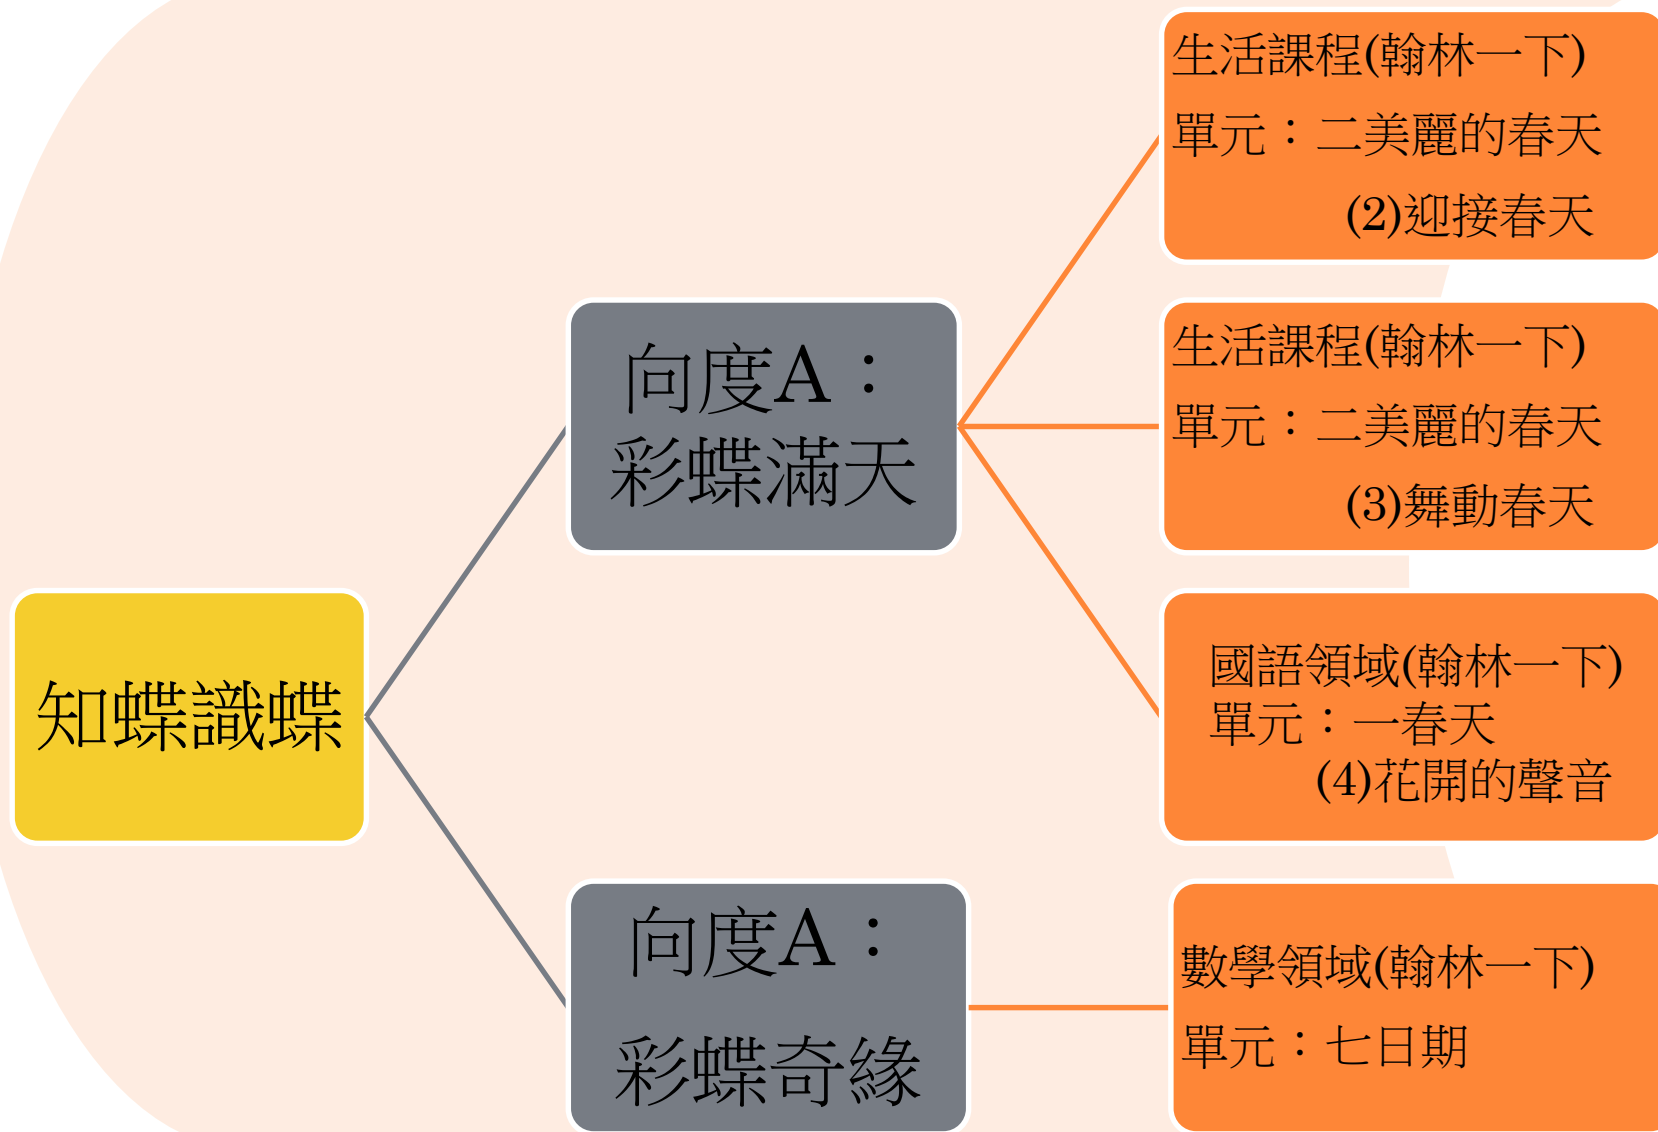 知蝶識蝶
向度A：
彩蝶滿天
生活課程(翰林一下)
單元：二美麗的春天
(2)迎接春天
生活課程(翰林一下)
單元：二美麗的春天
(3)舞動春天
國語領域(翰林一下)
單元：一春天
(4)花開的聲音
向度A：
彩蝶奇緣
數學領域(翰林一下)
單元：七日期